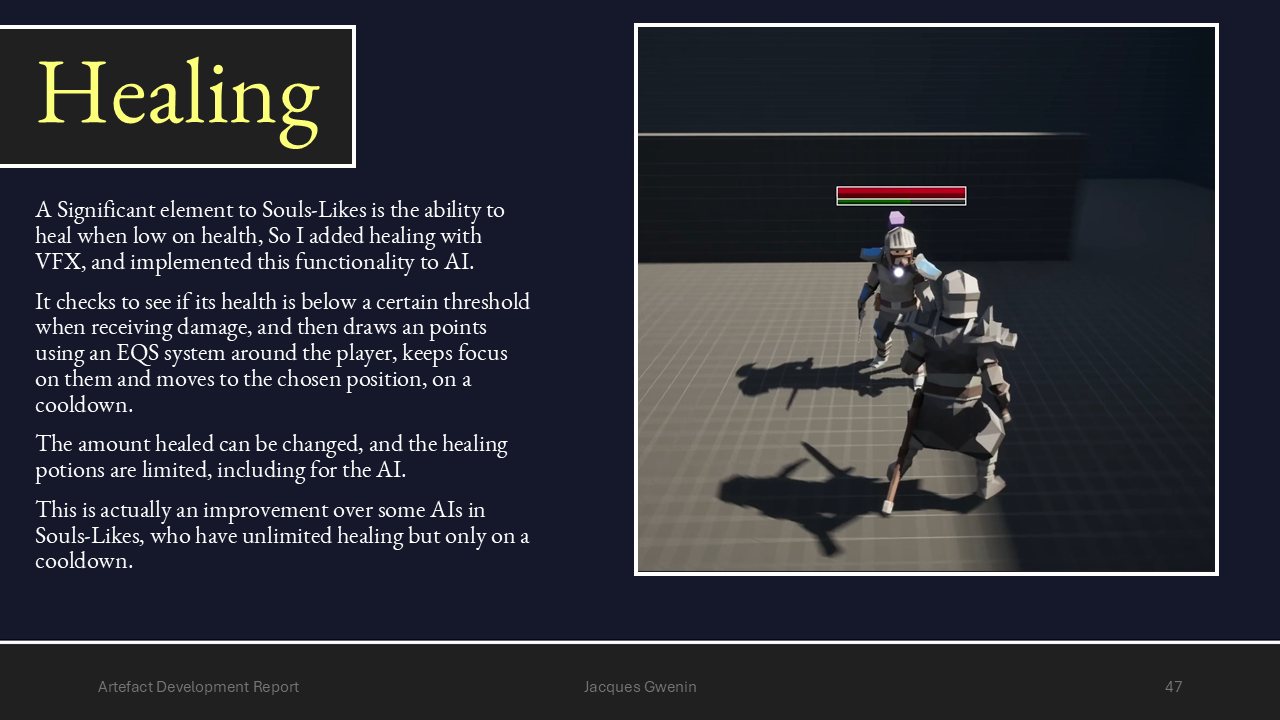 Healing
A Significant element to Souls-Likes is the ability to
heal when low on health, So I added healing with
VFX, and implemented this functionality to AI.
It checks to see if its health is below a certain threshold
when receiving damage, and then draws an points
using an EQS system around the player, keeps focus
on them and moves to the chosen position, on a
cooldown.
The amount healed can be changed, and the healing
potions are limited, including for the AI.
This is actually an improvement over some AIs in
Souls-Likes, who have unlimited healing but only on a
cooldown.
Artefact Development Report
Jacques Gwenin
47